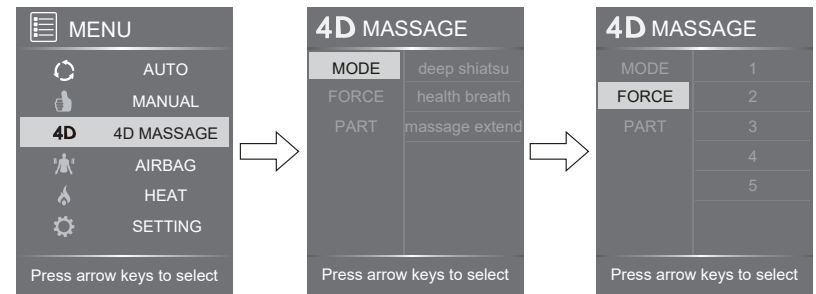 MENU
AUTO
MANUAL
4D 4D MASSAGE
AIRBAG
HEAT
SETTING
Press arrow keys to select
4D MASSAGE
MODE deep shiatsu
FORCE health breath
PART massage extend
Press arrow keys to select
4D MASSAGE
MODE 1
FORCE 2
PART 3
4
5
Press arrow keys to select